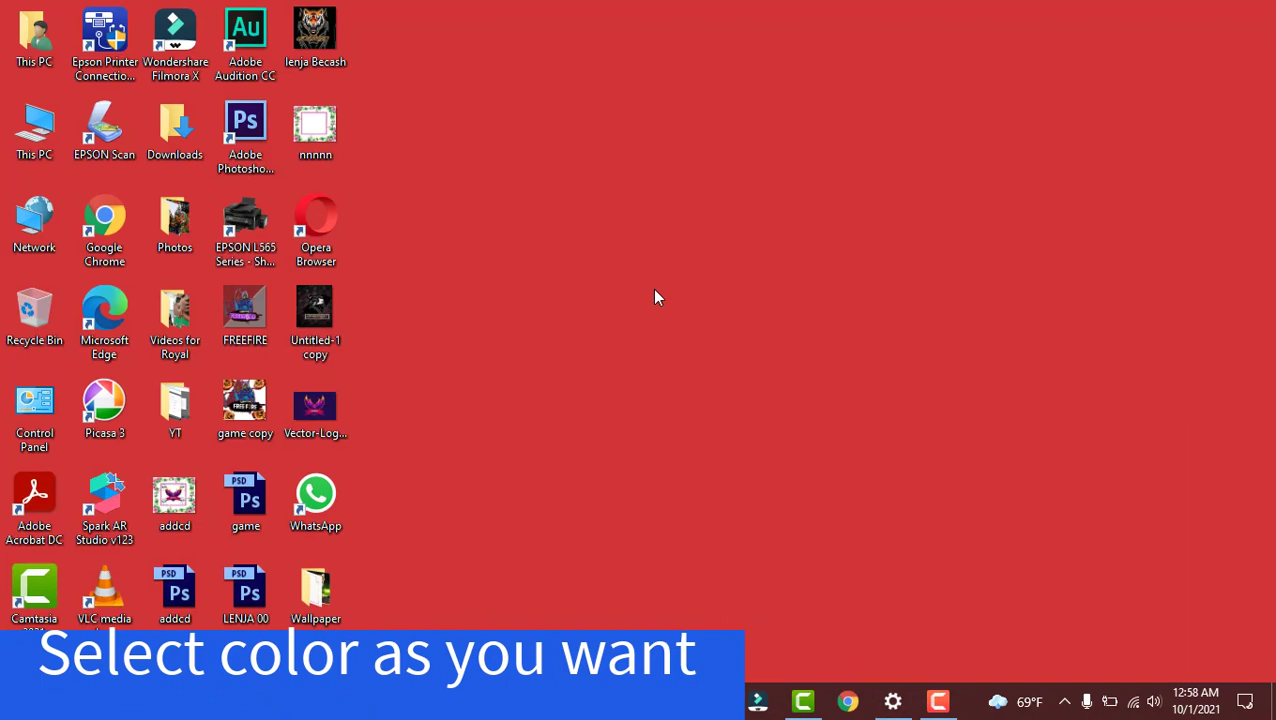 This PC
Epson Printer
Connectio...
Wondershare
Filmora X
Adobe
Audition CC
lenja Becash
This PC
EPSON Scan
Downloads
Ps
Adobe
Photosho...
nnnnn
Network
Google
Chrome
Photos
EPSON L565
Series - Sh...
Opera
Browser
Recycle Bin
Microsoft
Edge
Videos for
Royal
FREEFIRE
Untitled-1
copy
Control
Panel
Picasa 3
YT
FREE FIRE
game copy
Vector-Log...
Adobe
Acrobat DC
Spark AR
Studio v123
addcd
PSD
Ps
game
WhatsApp
Camtasia
VLC media
PSD
Ps
addcd
PSD
Ps
LENJA 00
Wallpaper
Au
Select color as you want
69°F
12:58 AM
10/1/2021